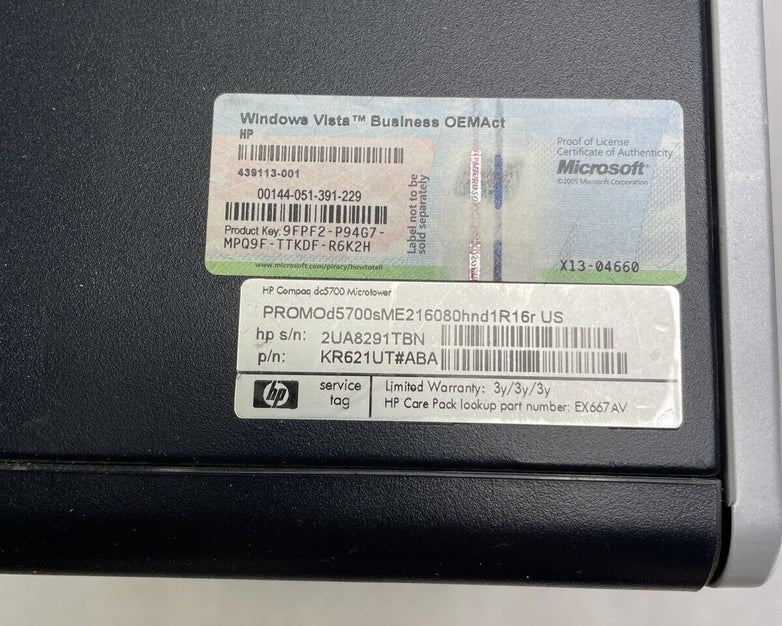 Windows Vista™ Business OEMAct
HP
439113-001
00144-051-391-229
Product Key: 9FPF2-P94G7-
MPQ9F-TTKDF-R6K2H
www.microsoft.com/piracy/howtotell
Label not to be
sold separately
Proof of License
Certificate of Authenticity
Microsoft®
©2005 Microsoft Corporation
X13-04660
HP Compaq dc5700 Microtower
PROMOd5700sME216080hnd1R16r US
hp s/n: 2UA8291TBN
p/n: KR621UT#ABA
hp
service
tag
Limited Warranty: 3y/3y/3y
HP Care Pack lookup part number: EX667AV